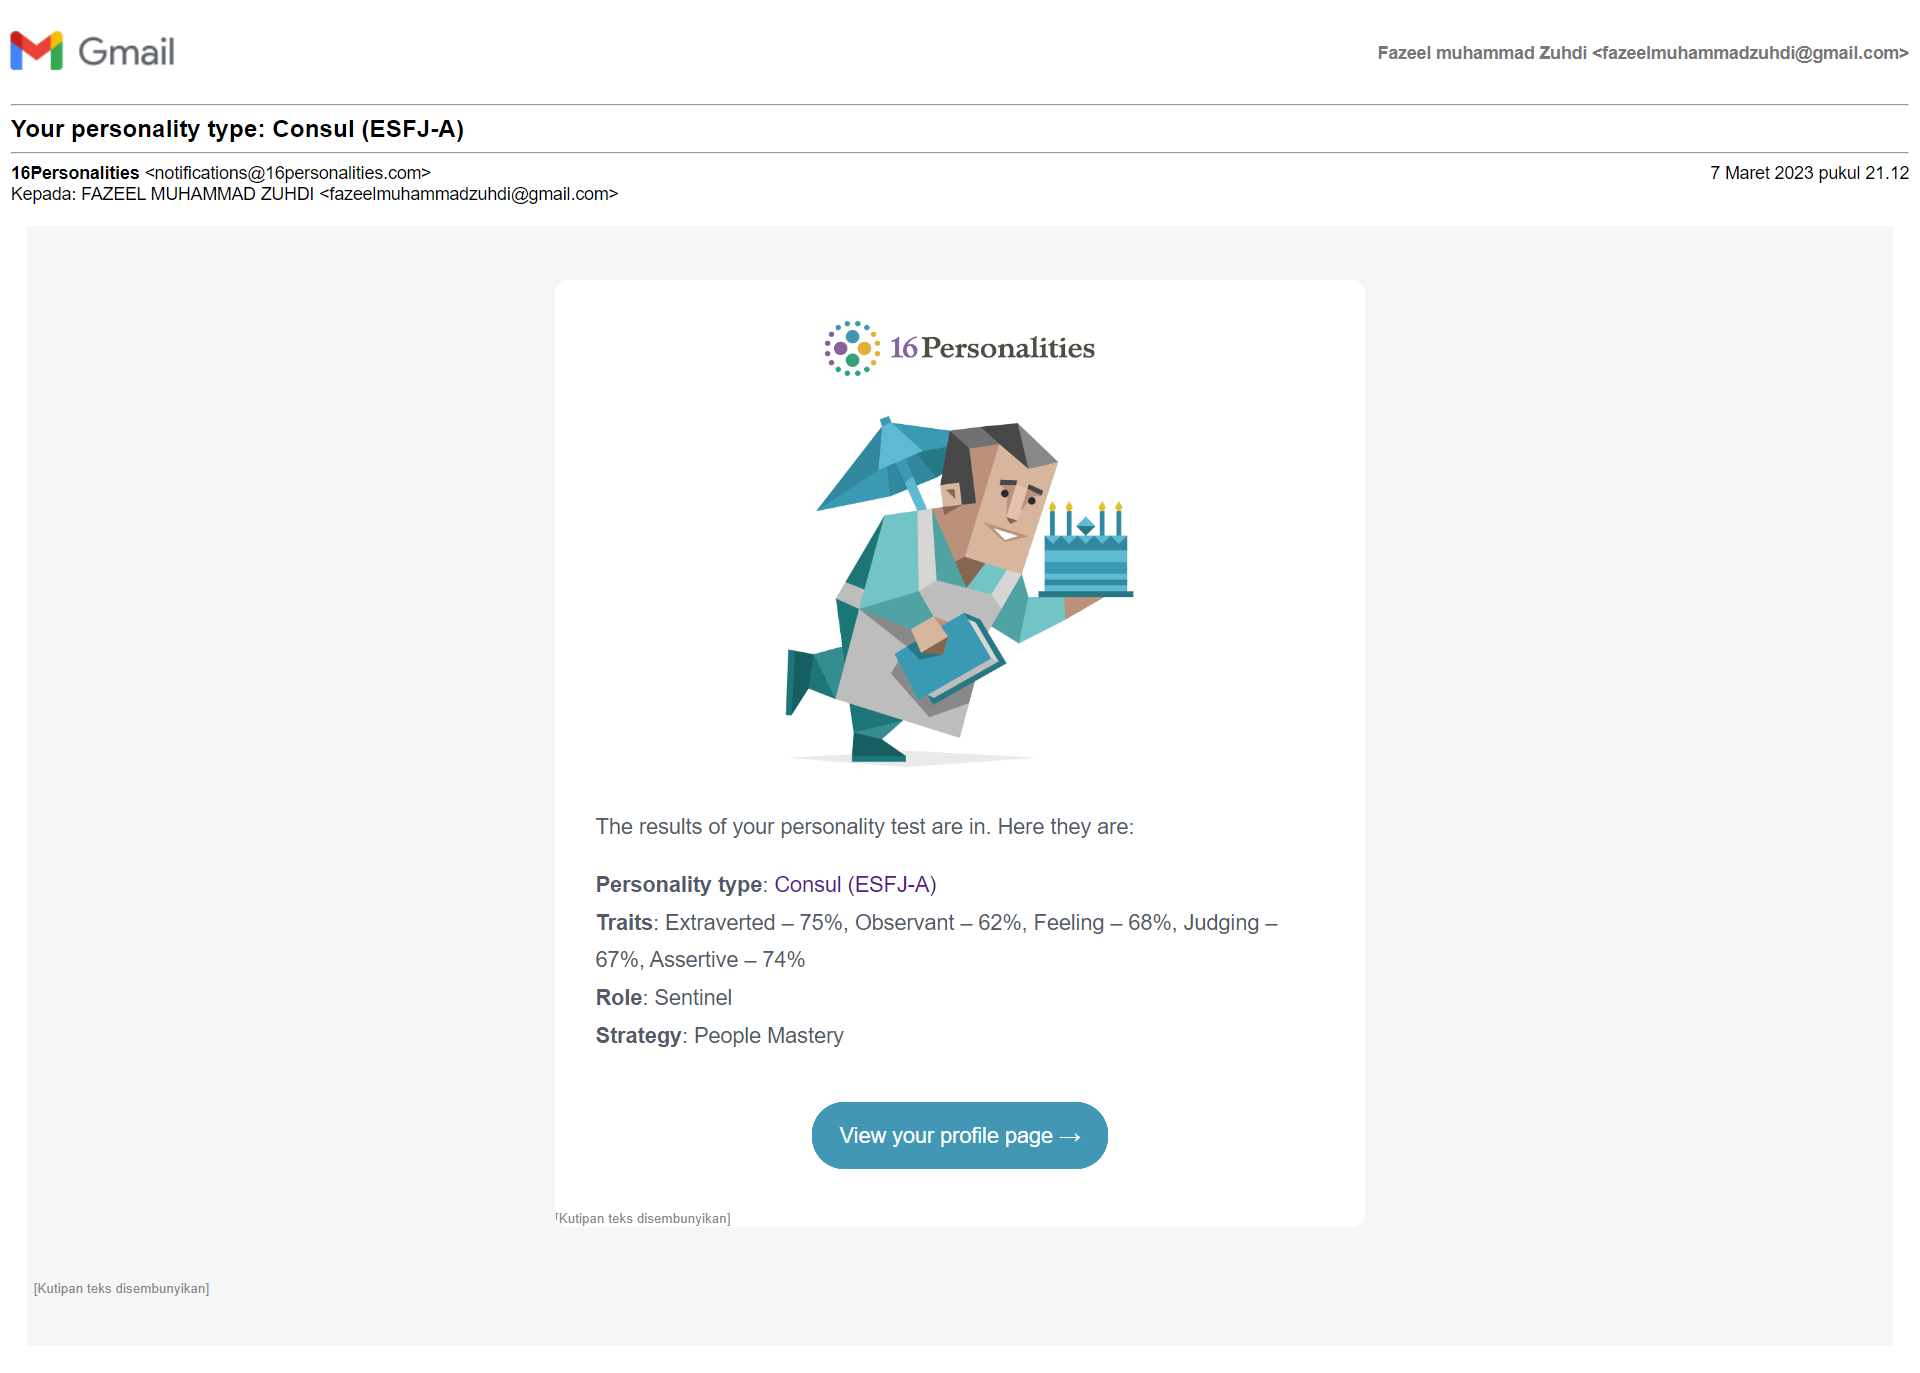 Gmail
Fazeel muhammad Zuhdi <fazeelmuhammadzuhdi@gmail.com>
Your personality type: Consul (ESFJ-A)
16Personalities <notifications@16personalities.com>
7 Maret 2023 pukul 21.12
Kepada: FAZEEL MUHAMMAD ZUHDI <fazeelmuhammadzuhdi@gmail.com>
16Personalities
The results of your personality test are in. Here they are:
Personality type: Consul (ESFJ-A)
Traits: Extraverted – 75%, Observant – 62%, Feeling – 68%, Judging –
67%, Assertive – 74%
Role: Sentinel
Strategy: People Mastery
View your profile page →
[Kutipan teks disembunyikan]
[Kutipan teks disembunyikan]